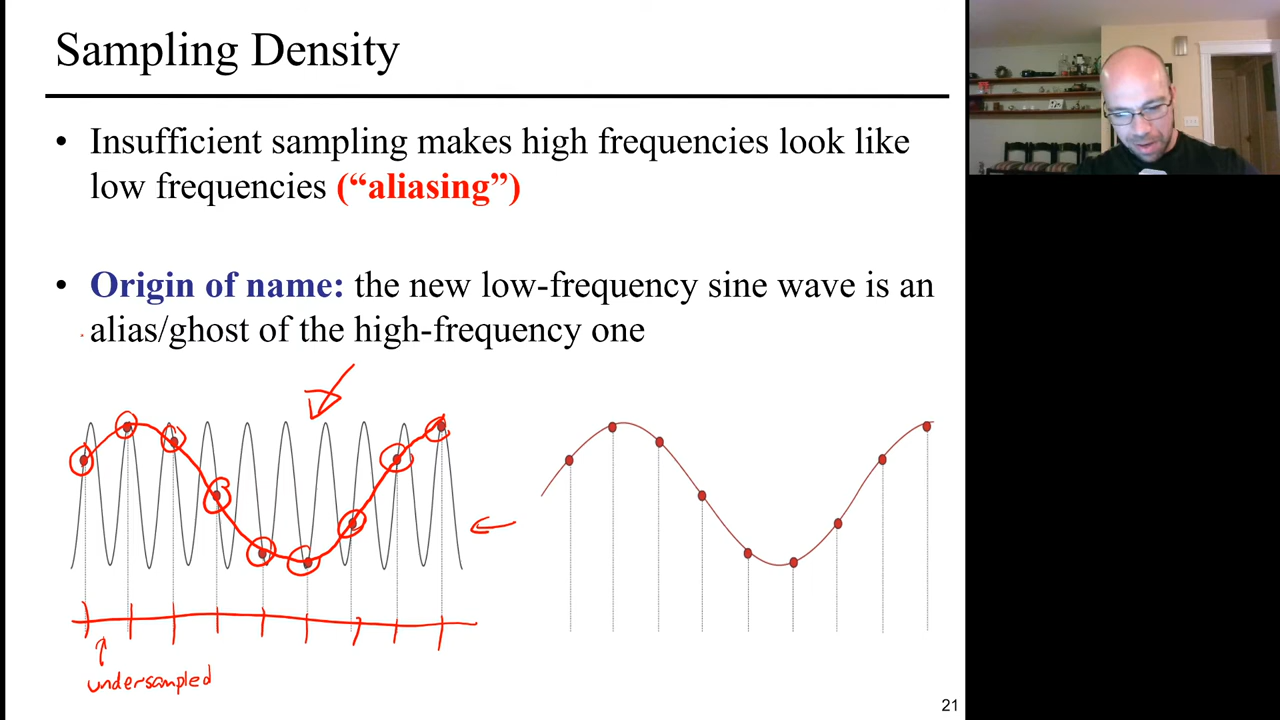 Sampling Density
• Insufficient sampling makes high frequencies look like
low frequencies (“aliasing”)
• Origin of name: the new low-frequency sine wave is an
alias/ghost of the high-frequency one
undersampled
21